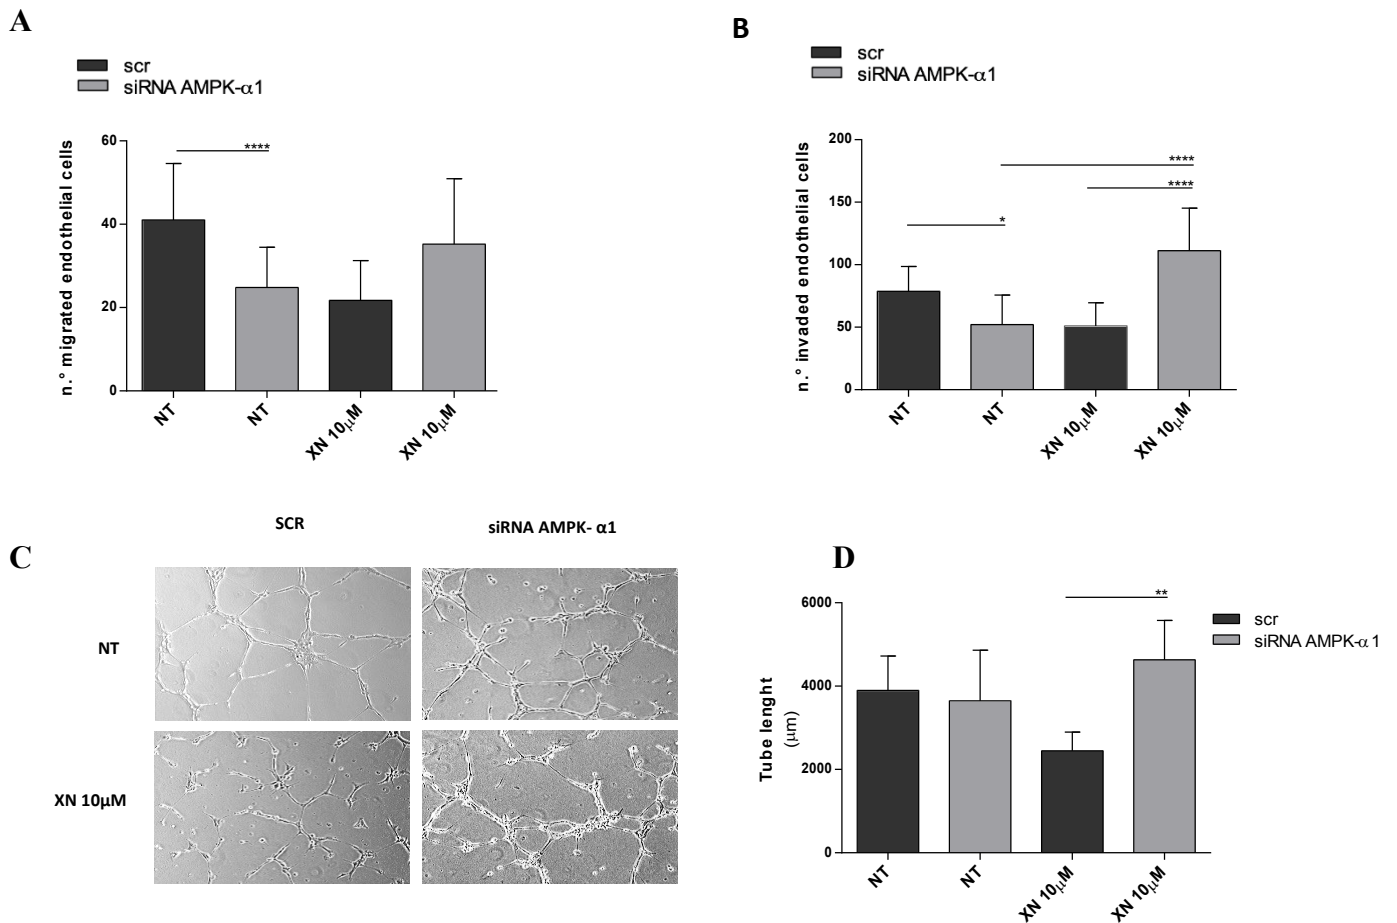 A
scr
siRNA AMPK-α1
n.° migrated endothelial cells
60
40
20
0
****
NT
NT
XN 10μM
XN 10μM
B
scr
siRNA AMPK-α1
n.° invaded endothelial cells
200
150
100
50
0
****
****
*
NT
NT
XN 10μM
XN 10μM
C
SCR
siRNA AMPK- α1
NT
XN 10μM
D
scr
siRNA AMPK-α1
Tube lenght
(μm)
6000
4000
2000
0
**
NT
NT
XN 10μM
XN 10μM